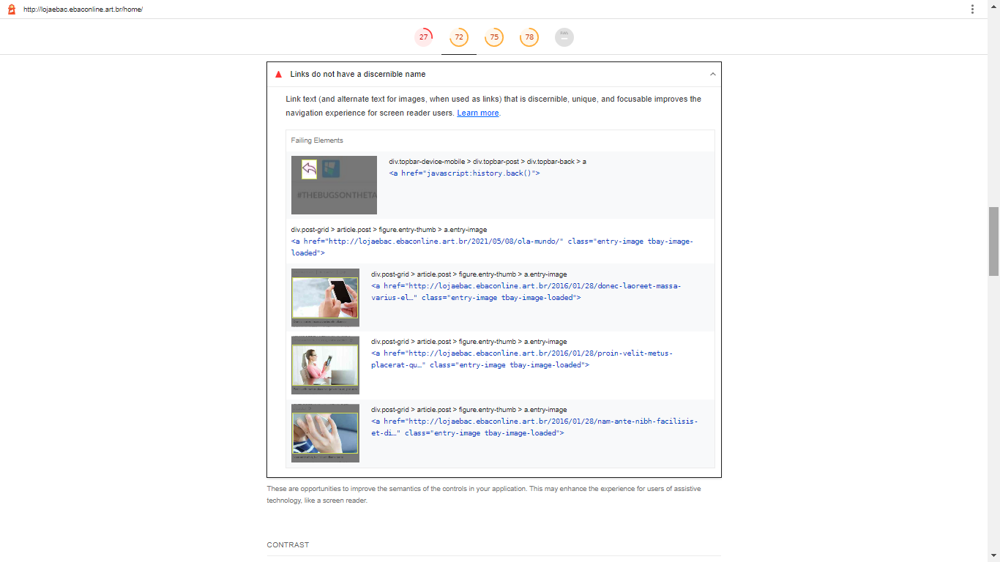 http://lojaebac.ebaconline.art.br/home/
27 72 75 78
Links do not have a discernible name
Link text (and alternate text for images, when used as links) that is discernible, unique, and focusable improves the
navigation experience for screen reader users. Learn more.
Failing Elements
#THEBUGSONTHETA
div.topbar-device-mobile > div.topbar-post > div.topbar-back > a
<a href="javascript:history.back()">
div.post-grid > article.post > figure.entry-thumb > a.entry-image
<a href="http://lojaebac.ebaconline.art.br/2021/05/08/ola-mundo/" class="entry-image tbay-image-
loaded">
div.post-grid > article.post > figure.entry-thumb > a.entry-image
<a href="http://lojaebac.ebaconline.art.br/2016/01/28/donec-laoreet-massa-
varius-el…" class="entry-image tbay-image-loaded">
div.post-grid > article.post > figure.entry-thumb > a.entry-image
<a href="http://lojaebac.ebaconline.art.br/2016/01/28/proin-velit-metus-
placerat-qu…" class="entry-image tbay-image-loaded">
div.post-grid > article.post > figure.entry-thumb > a.entry-image
<a href="http://lojaebac.ebaconline.art.br/2016/01/28/nam-ante-nibh-facilisis-
et-di…" class="entry-image tbay-image-loaded">
These are opportunities to improve the semantics of the controls in your application. This may enhance the experience for users of assistive
technology, like a screen reader.
CONTRAST